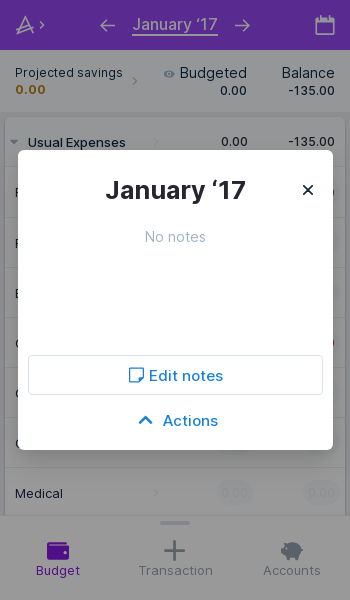 January ‘17
Projected savings
0.00
Budgeted
0.00
Balance
-135.00
Usual Expenses
0.00
-135.00
January ‘17
No notes
Edit notes
Actions
Medical
0.00
0.00
Budget
Transaction
Accounts